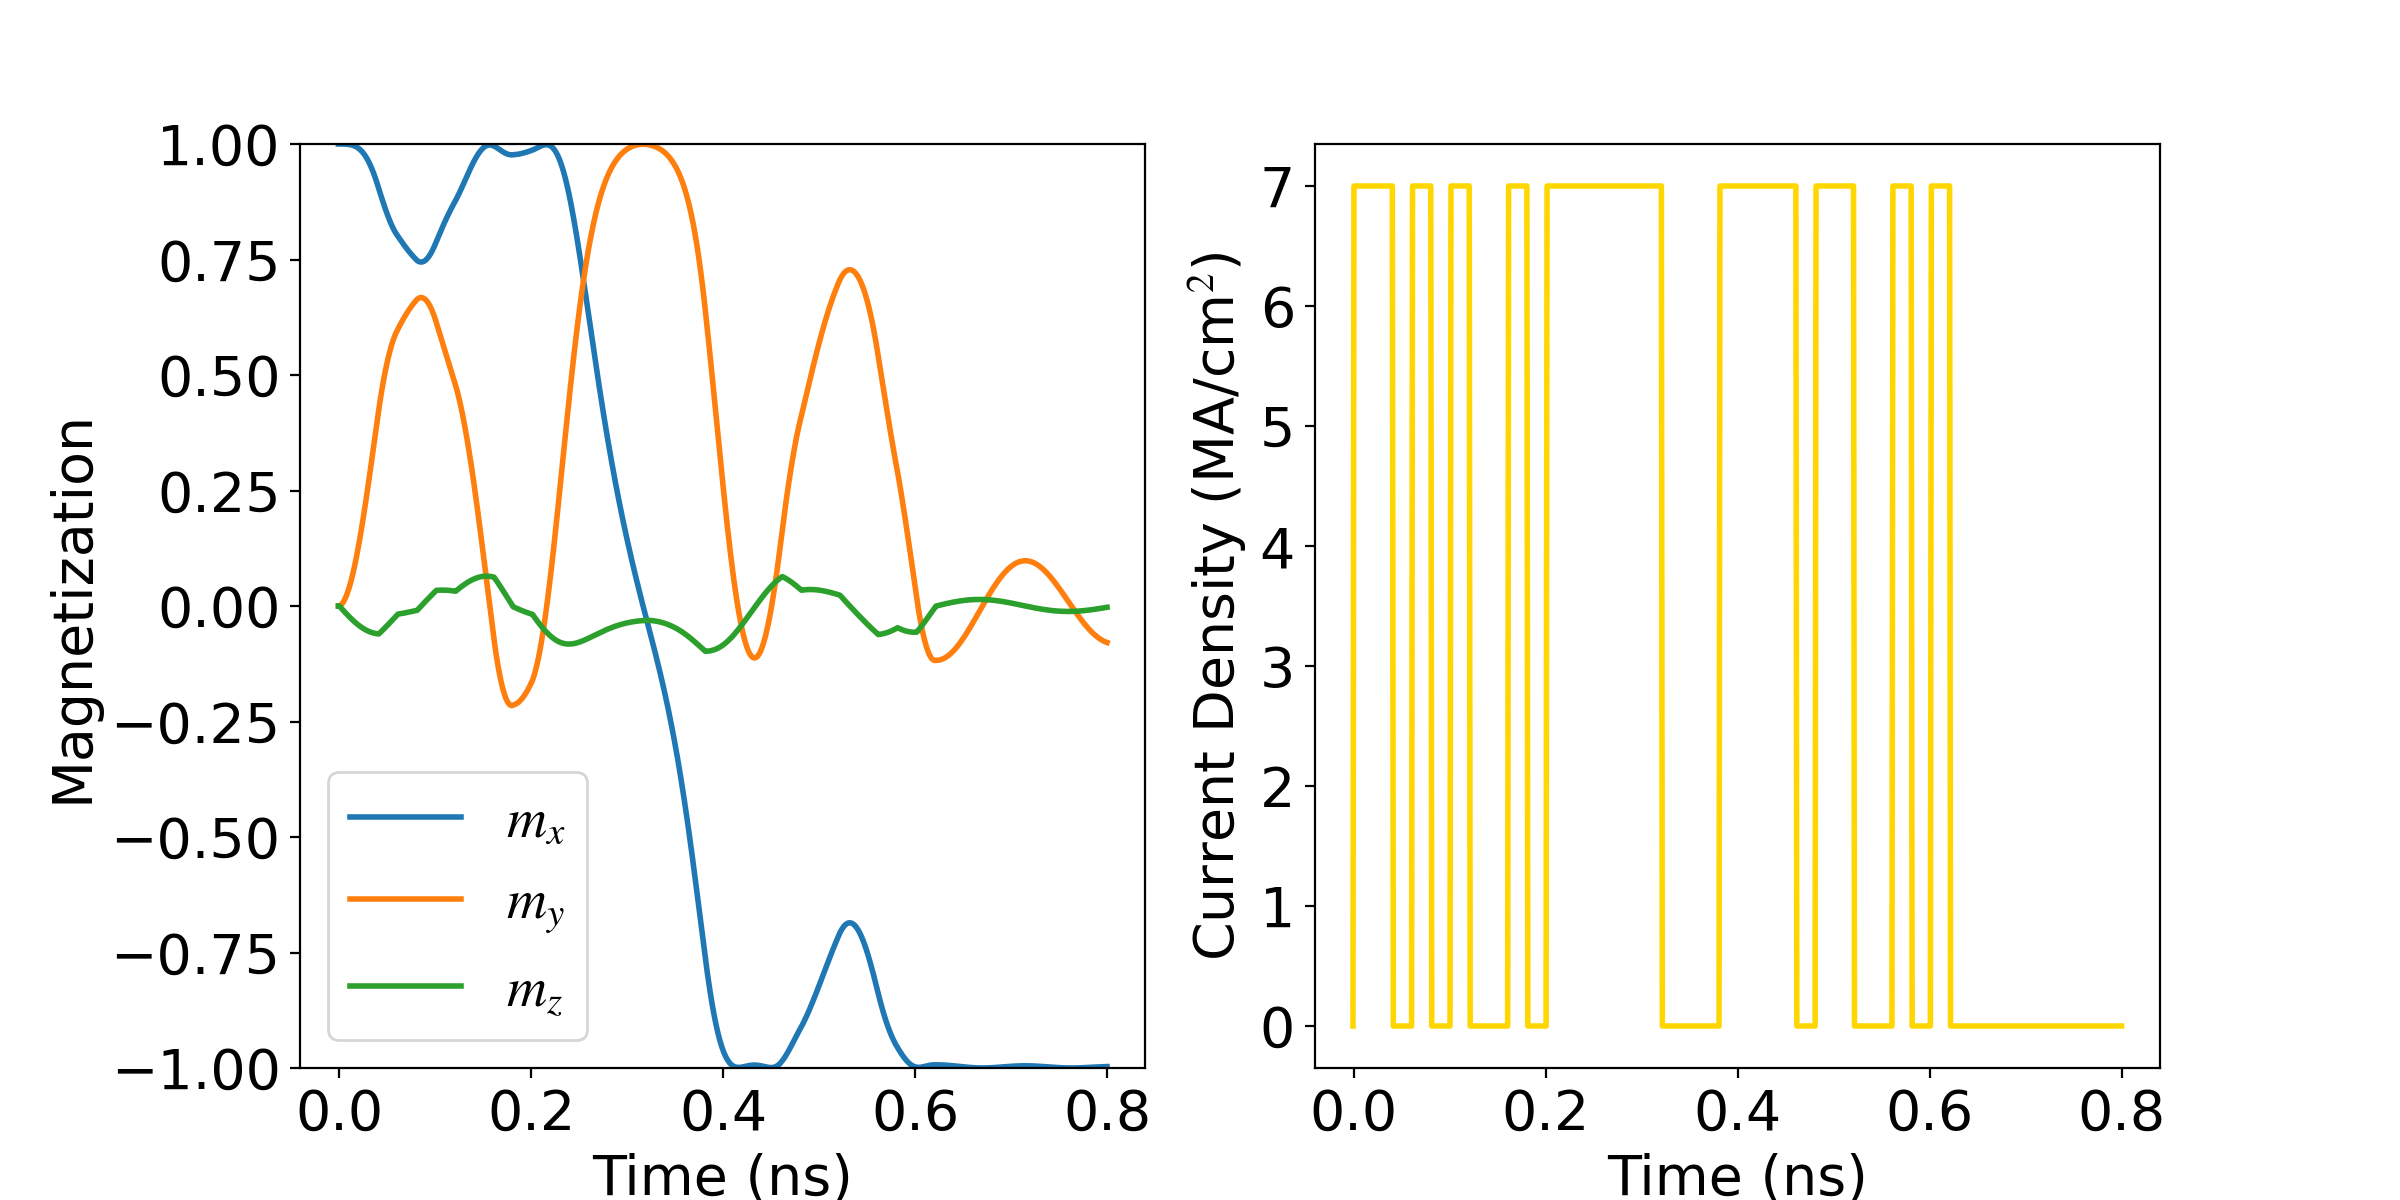 Magnetization
1.00
0.75
0.50
0.25
0.00
−0.25
−0.50
−0.75
−1.00
m_x
m_y
m_z
0.0 0.2 0.4 0.6 0.8
Time (ns)
Current Density (MA/cm²)
7
6
5
4
3
2
1
0
0.0 0.2 0.4 0.6 0.8
Time (ns)